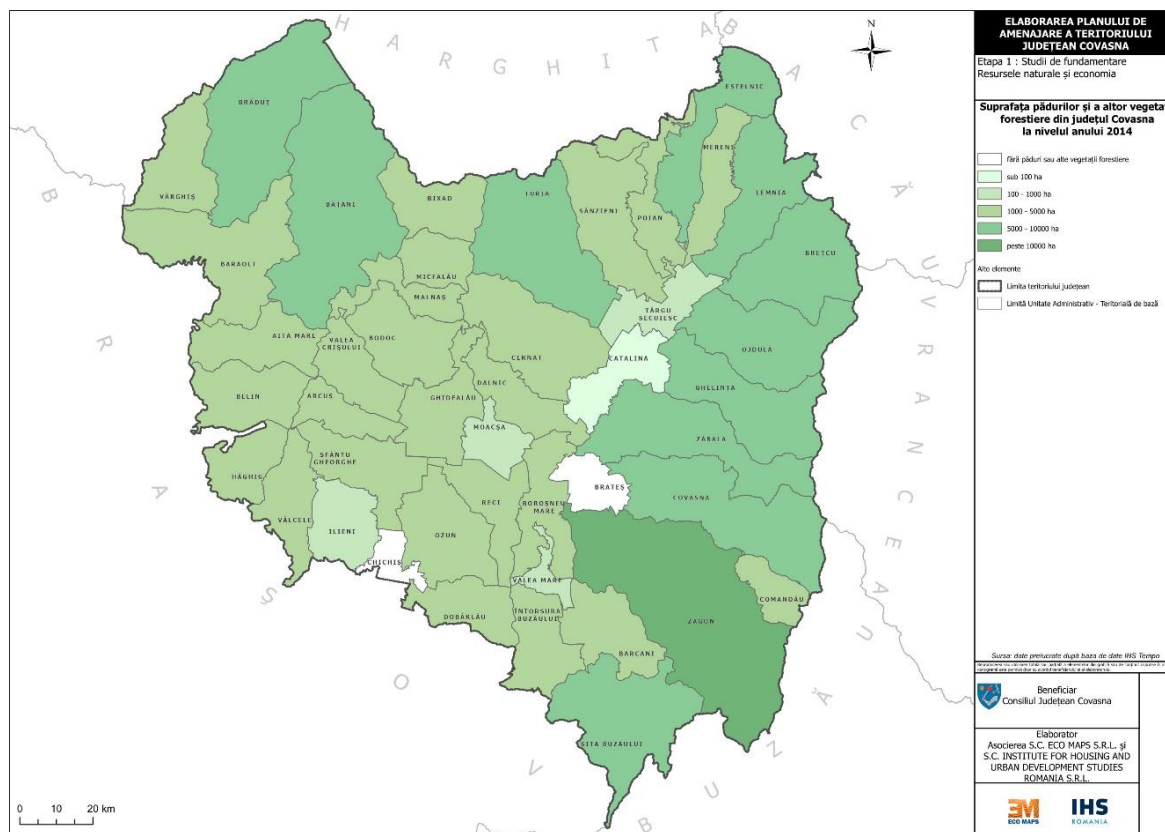 HARGHITA
BACĂU
VRANCEA
BUZĂU
BRAȘOV
N
BRĂDUȚ
ESTELNIC
MERENI
VÂRGHIȘ
BĂȚANI
BIXAD
TURIA
SÂNZIENI
POIAN
LEMNIA
BARAOLT
BREȚCU
MICFALĂU
MALNAȘ
TÂRGU
SECUIESC
AITA MARE
VALEA
CRIȘULUI
BODOC
CERNAT
CATALINA
OJDULA
DALNIC
GHELINȚA
BELIN
ARCUȘ
GHIDFALĂU
MOACȘA
ZĂBALA
SFÂNTU
GHEORGHE
HĂGHIG
BRATEȘ
COVASNA
VÂLCELE
ILIENI
OZUN
RECI
BOROȘNEU
MARE
CHICHIȘ
VALEA MARE
COMANDĂU
DOBÂRLĂU
ÎNTORSURA
BUZĂULUI
ZAGON
BARCANI
SITA BUZĂULUI
0 10 20 km
ELABORAREA PLANULUI DE
AMENAJARE A TERITORIULUI
JUDEȚEAN COVASNA
Etapa 1 : Studii de fundamentare
Resursele naturale și economia
Suprafața pădurilor și a altor vegetaț
forestiere din județul Covasna
la nivelul anului 2014
fără păduri sau alte vegetații forestiere
sub 100 ha
100 - 1000 ha
1000 - 5000 ha
5000 - 10000 ha
peste 10000 ha
Alte elemente
Limita teritoriului județean
Limită Unitate Administrativ - Teritorială de bază
Sursa: date prelucrate după baza de date INS Tempo
Beneficiar
Consiliul Județean Covasna
Elaborator
Asocierea S.C. ECO MAPS S.R.L. și
S.C. INSTITUTE FOR HOUSING AND
URBAN DEVELOPMENT STUDIES
ROMANIA S.R.L.
ECO MAPS
IHS
ROMANIA